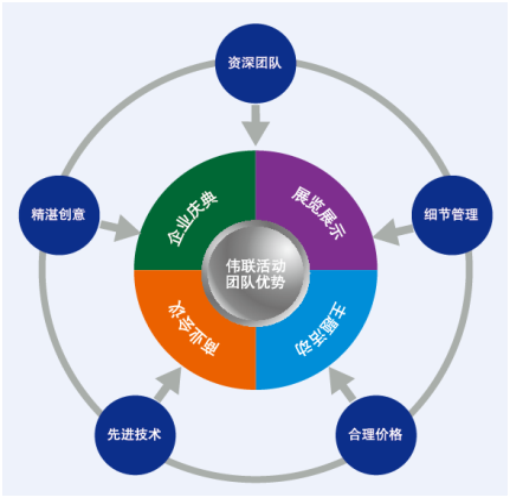 资深团队
精湛创意
细节管理
企业庆典
展览展示
伟联活动
团队优势
商业会议
主题活动
先进技术
合理价格